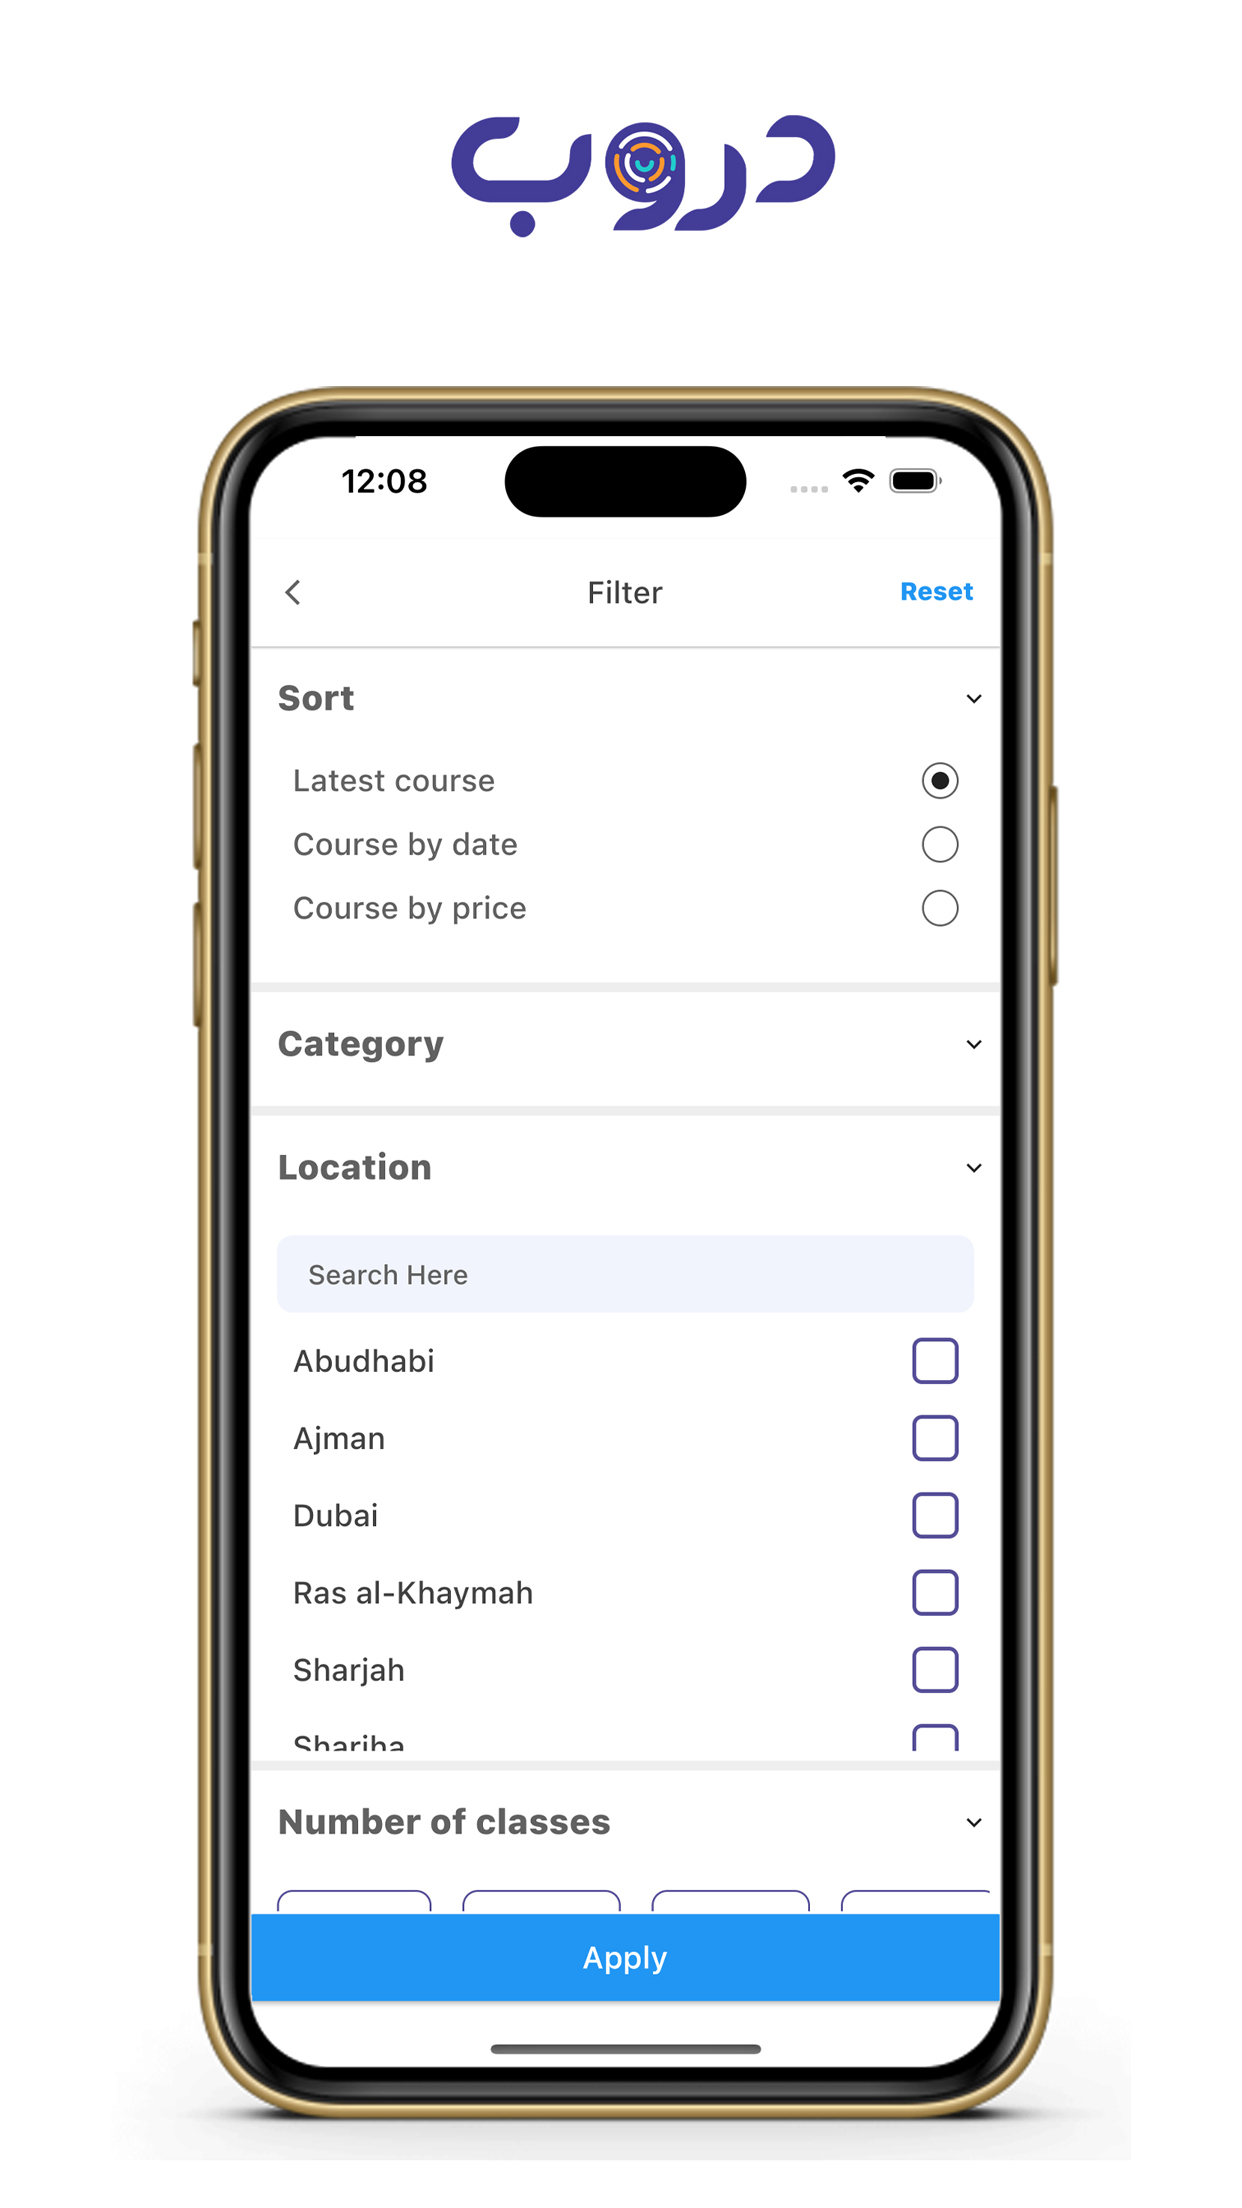 دروب
12:08
Filter
Reset
Sort
Latest course
Course by date
Course by price
Category
Location
Search Here
Abudhabi
Ajman
Dubai
Ras al-Khaymah
Sharjah
Number of classes
Apply